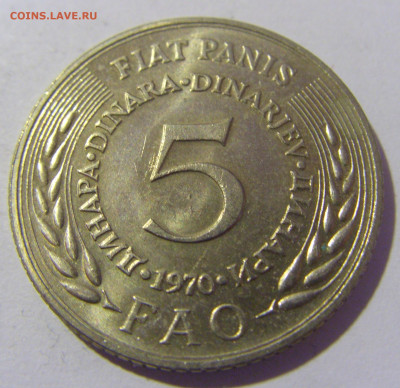 COINS.LAVE.RU
FIAT PANIS
ДИНАРА·DINARA·DINARJEV·ДИНАРИ
5
·1970·
FAO